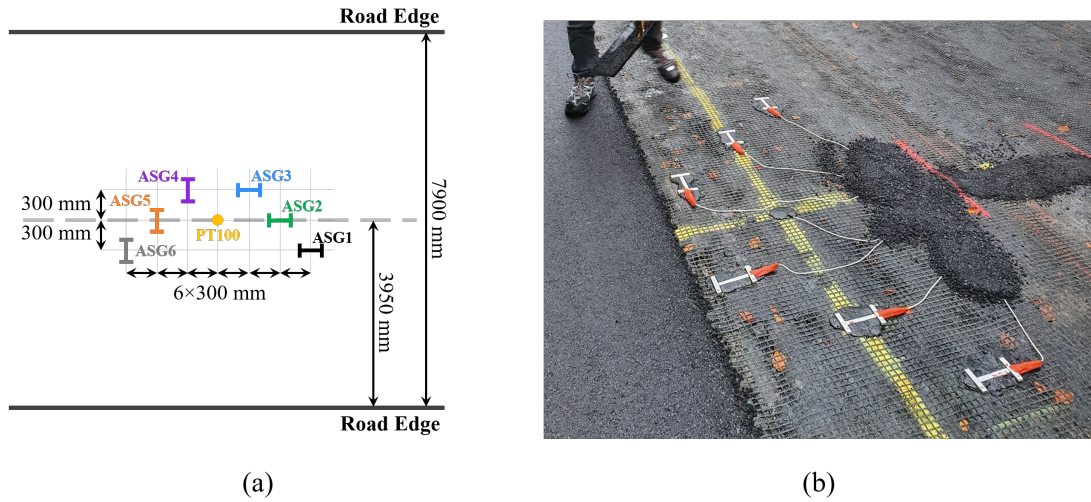 Road Edge
ASG4
ASG3
300 mm
ASG5
ASG2
PT100
300 mm
ASG6
ASG1
6×300 mm
3950 mm
7900 mm
Road Edge
(a)
(b)